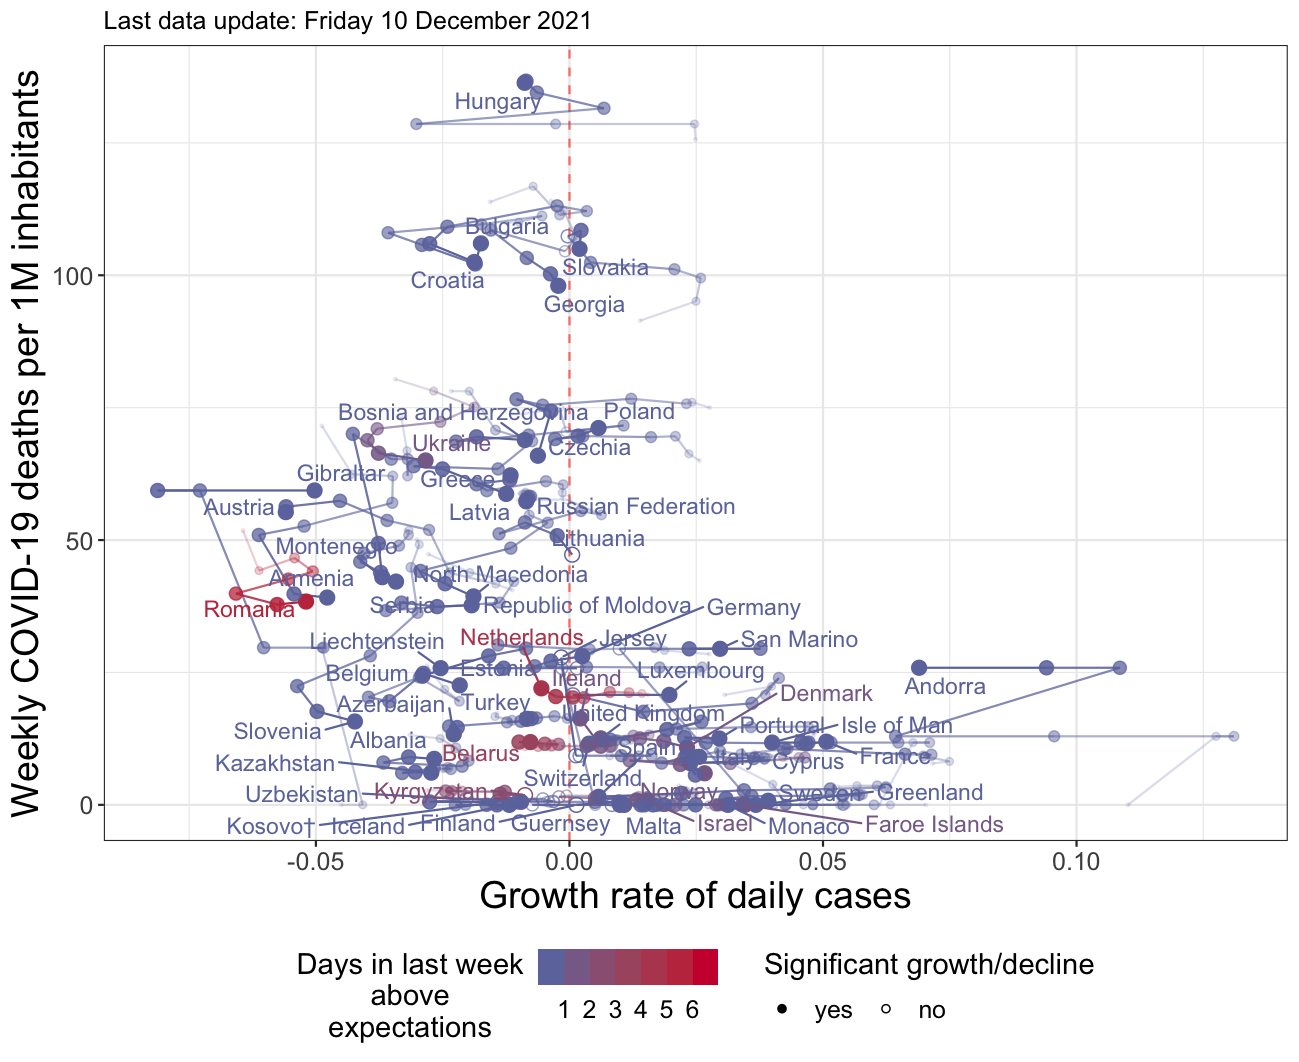 Last data update: Friday 10 December 2021
Weekly COVID-19 deaths per 1M inhabitants
100
50
0
Hungary
Bulgaria
Slovakia
Croatia
Georgia
Bosnia and Herzegovina
Poland
Ukraine
Czechia
Gibraltar
Greece
Austria
Latvia
Russian Federation
Lithuania
Montenegro
Armenia
North Macedonia
Romania
Serbia
Republic of Moldova
Germany
Netherlands
Jersey
San Marino
Liechtenstein
Belgium
Estonia
Ireland
Luxembourg
Andorra
Denmark
Azerbaijan
Turkey
United Kingdom
Slovenia
Albania
Portugal
Isle of Man
Kazakhstan
Belarus
Spain
Italy
Cyprus
France
Switzerland
Uzbekistan
Kyrgyzstan
Norway
Sweden
Greenland
Kosovo†
Iceland
Finland
Guernsey
Malta
Israel
Monaco
Faroe Islands
-0.05
0.00
0.05
0.10
Growth rate of daily cases
Days in last week
above
expectations
1 2 3 4 5 6
Significant growth/decline
yes
no